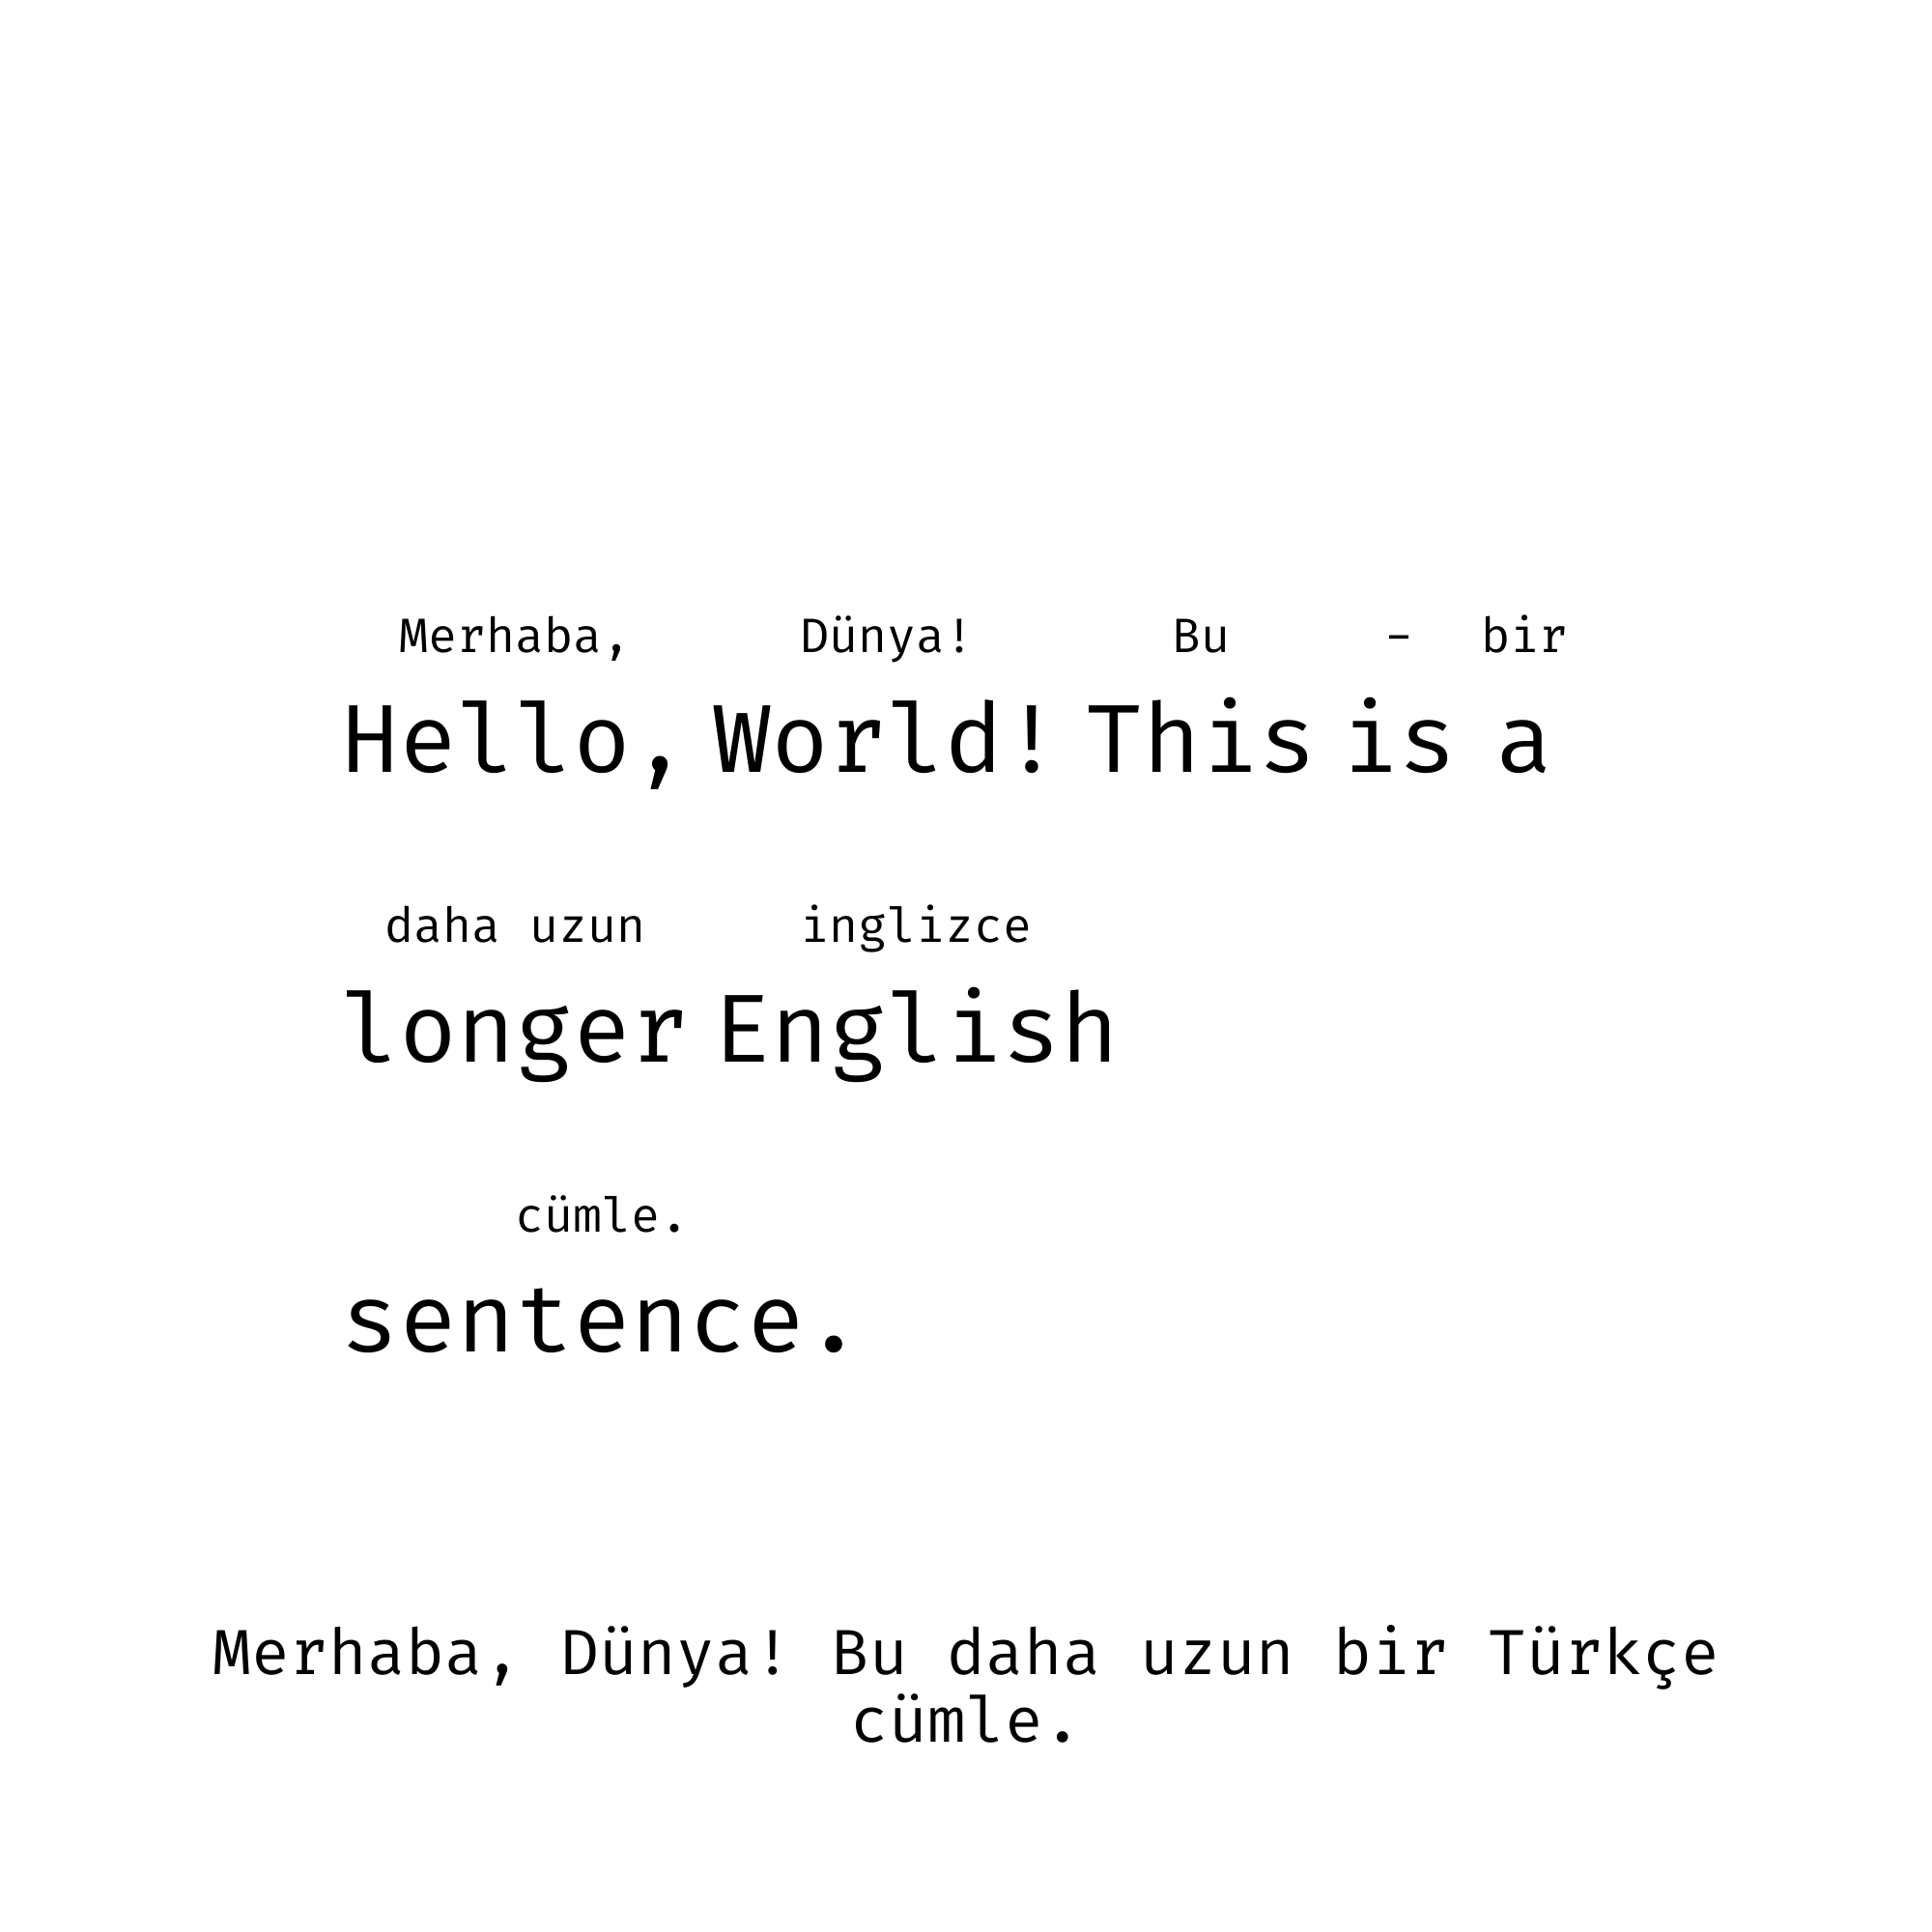 Merhaba, Dünya! Bu - bir
Hello, World! This is a
daha uzun inglizce
longer English
cümle.
sentence.
Merhaba, Dünya! Bu daha uzun bir Türkçe
cümle.